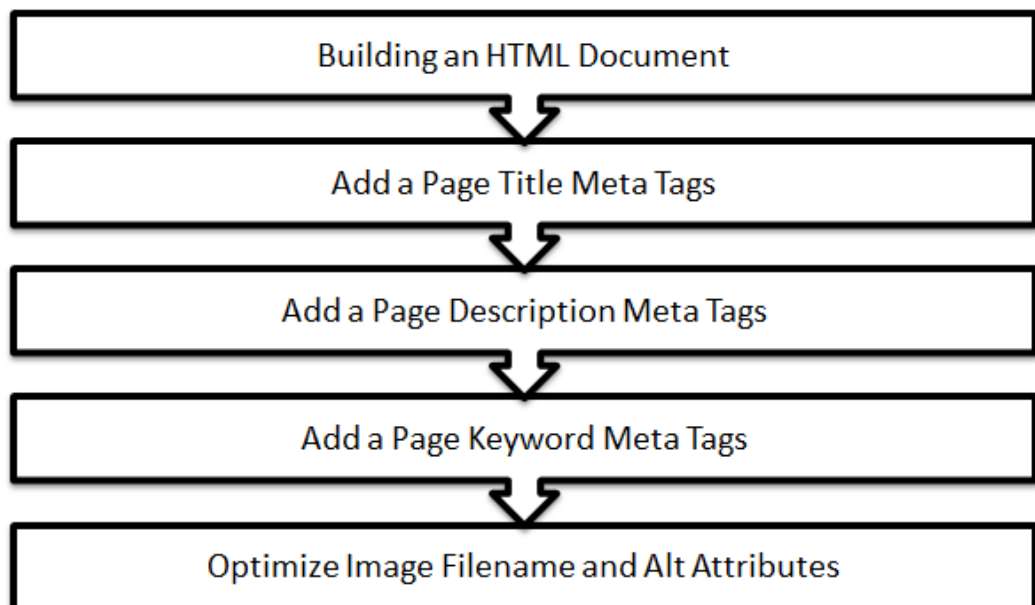 Building an HTML Document
Add a Page Title Meta Tags
Add a Page Description Meta Tags
Add a Page Keyword Meta Tags
Optimize Image Filename and Alt Attributes